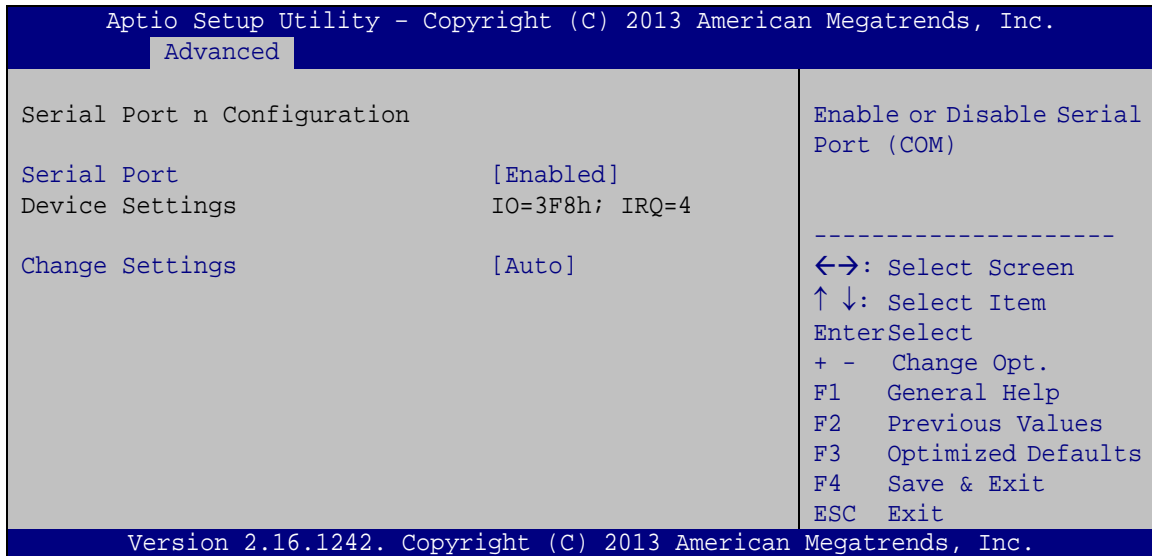 Aptio Setup Utility – Copyright (C) 2013 American Megatrends, Inc.
Advanced
Serial Port n Configuration
Serial Port [Enabled]
Device Settings IO=3F8h; IRQ=4
Change Settings [Auto]
Enable or Disable Serial
Port (COM)
---------------------
←→: Select Screen
↑ ↓: Select Item
EnterSelect
+ - Change Opt.
F1 General Help
F2 Previous Values
F3 Optimized Defaults
F4 Save & Exit
ESC Exit
Version 2.16.1242. Copyright (C) 2013 American Megatrends, Inc.